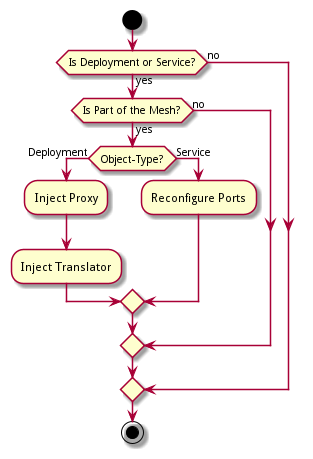 Is Deployment or Service?
no
yes
Is Part of the Mesh?
no
yes
Deployment
Object-Type?
Service
Inject Proxy
Reconfigure Ports
Inject Translator